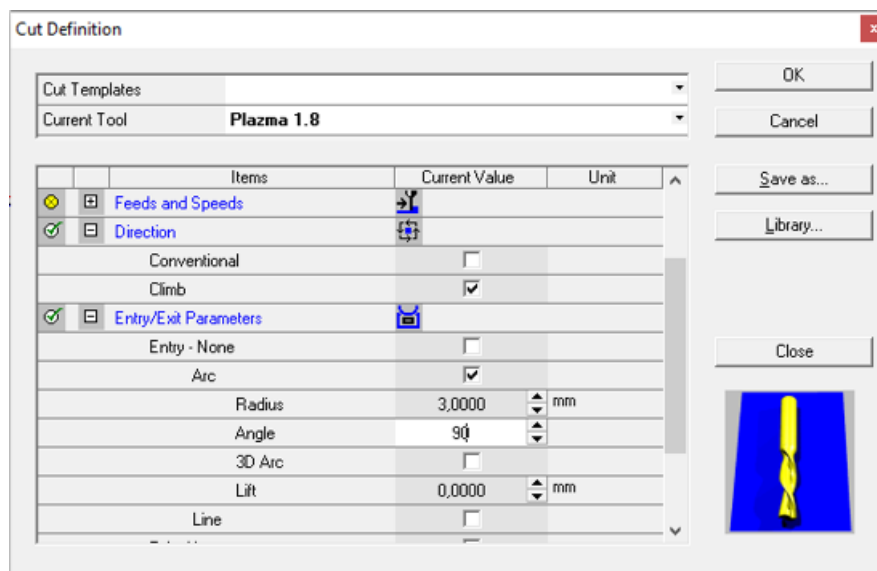 Cut Definition
x
Cut Templates
OK
Current Tool Plazma 1.8
Cancel
Items Current Value Unit
Save as...
Feeds and Speeds
Direction
Library...
Conventional
Climb
Entry/Exit Parameters
Entry - None
Close
Arc
Radius 3,0000 mm
Angle 90
3D Arc
Lift 0,0000 mm
Line